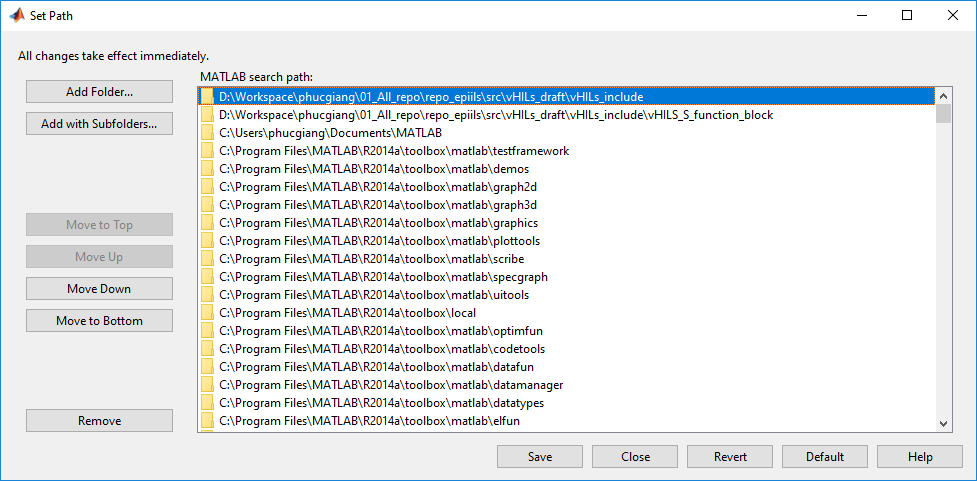 Set Path
All changes take effect immediately.
MATLAB search path:
Add Folder...
Add with Subfolders...
Move to Top
Move Up
Move Down
Move to Bottom
Remove
D:\Workspace\phucgiang\01_All_repo\repo_epiils\src\vHILs_draft\vHILs_include
D:\Workspace\phucgiang\01_All_repo\repo_epiils\src\vHILs_draft\vHILs_include\vHILS_S_function_block
C:\Users\phucgiang\Documents\MATLAB
C:\Program Files\MATLAB\R2014a\toolbox\matlab\testframework
C:\Program Files\MATLAB\R2014a\toolbox\matlab\demos
C:\Program Files\MATLAB\R2014a\toolbox\matlab\graph2d
C:\Program Files\MATLAB\R2014a\toolbox\matlab\graph3d
C:\Program Files\MATLAB\R2014a\toolbox\matlab\graphics
C:\Program Files\MATLAB\R2014a\toolbox\matlab\plottools
C:\Program Files\MATLAB\R2014a\toolbox\matlab\scribe
C:\Program Files\MATLAB\R2014a\toolbox\matlab\specgraph
C:\Program Files\MATLAB\R2014a\toolbox\matlab\uitools
C:\Program Files\MATLAB\R2014a\toolbox\local
C:\Program Files\MATLAB\R2014a\toolbox\matlab\optimfun
C:\Program Files\MATLAB\R2014a\toolbox\matlab\codetools
C:\Program Files\MATLAB\R2014a\toolbox\matlab\datafun
C:\Program Files\MATLAB\R2014a\toolbox\matlab\datamanager
C:\Program Files\MATLAB\R2014a\toolbox\matlab\datatypes
C:\Program Files\MATLAB\R2014a\toolbox\matlab\elfun
Save
Close
Revert
Default
Help